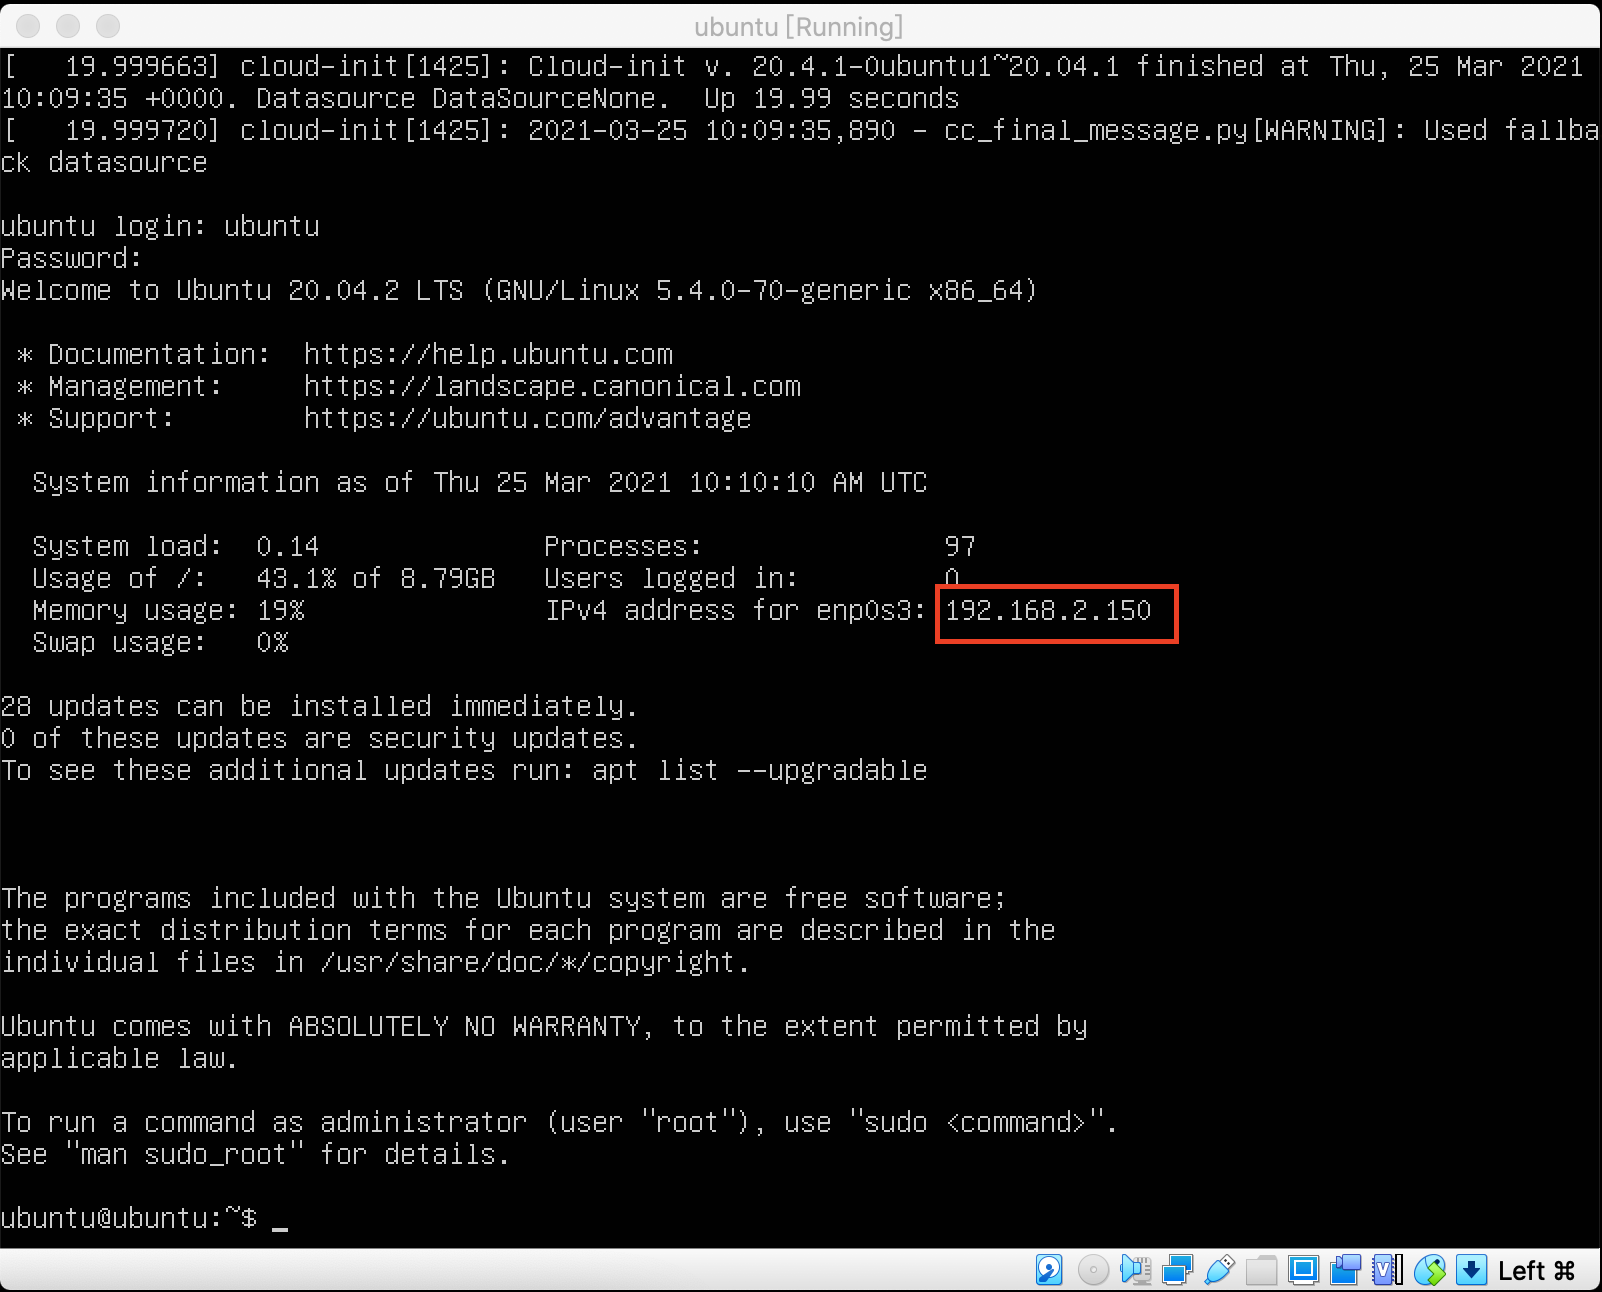 ubuntu [Running]
[   19.999663] cloud-init[1425]: Cloud-init v. 20.4.1-0ubuntu1~20.04.1 finished at Thu, 25 Mar 2021
10:09:35 +0000. Datasource DataSourceNone.  Up 19.99 seconds
[   19.999720] cloud-init[1425]: 2021-03-25 10:09:35,890 - cc_final_message.py[WARNING]: Used fallba
ck datasource
ubuntu login: ubuntu
Password:
Welcome to Ubuntu 20.04.2 LTS (GNU/Linux 5.4.0-70-generic x86_64)
 * Documentation:  https://help.ubuntu.com
 * Management:     https://landscape.canonical.com
 * Support:        https://ubuntu.com/advantage
  System information as of Thu 25 Mar 2021 10:10:10 AM UTC
  System load:  0.14              Processes:               97
  Usage of /:   43.1% of 8.79GB   Users logged in:         0
  Memory usage: 19%               IPv4 address for enp0s3: 192.168.2.150
  Swap usage:   0%
28 updates can be installed immediately.
0 of these updates are security updates.
To see these additional updates run: apt list --upgradable
The programs included with the Ubuntu system are free software;
the exact distribution terms for each program are described in the
individual files in /usr/share/doc/*/copyright.
Ubuntu comes with ABSOLUTELY NO WARRANTY, to the extent permitted by
applicable law.
To run a command as administrator (user "root"), use "sudo <command>".
See "man sudo_root" for details.
ubuntu@ubuntu:~$ _
Left ⌘